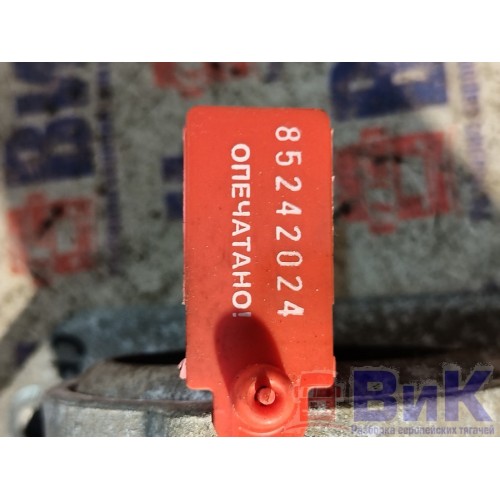 85242024
ОПЕЧАТАНО!
ВиК
Разборка европейских тягачей